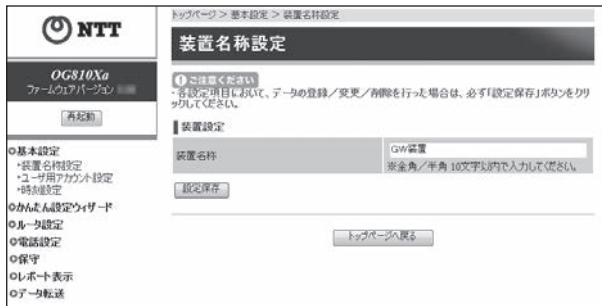 NTT
OG810Xa
ファームウェアバージョン
再起動
基本設定
・装置名称設定
・ユーザ用アカウント設定
・時刻設定
かんたん設定ウィザード
ルータ設定
電話設定
保守
レポート表示
データ転送
トップページ > 基本設定 > 装置名称設定
装置名称設定
ご注意ください
・各設定項目において、データの登録/変更/削除を行った場合は、必ず「設定保存」ボタンをクリ
ックしてください。
装置設定
装置名称
GW装置
※全角/半角 10文字以内で入力してください。
設定保存
トップページへ戻る